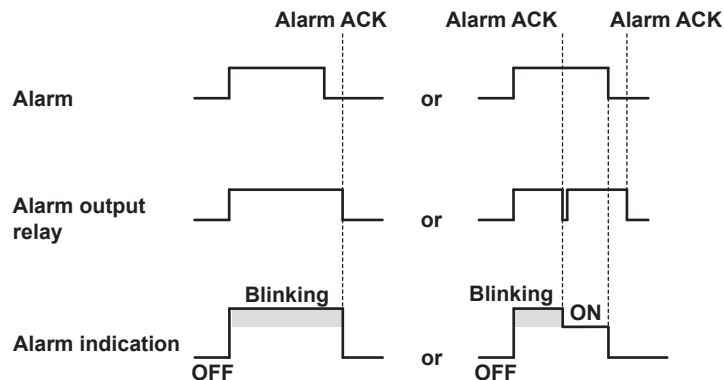 Alarm ACK
Alarm ACK
Alarm ACK
Alarm
or
Alarm output
relay
or
Blinking
Blinking
ON
Alarm indication
or
OFF
OFF